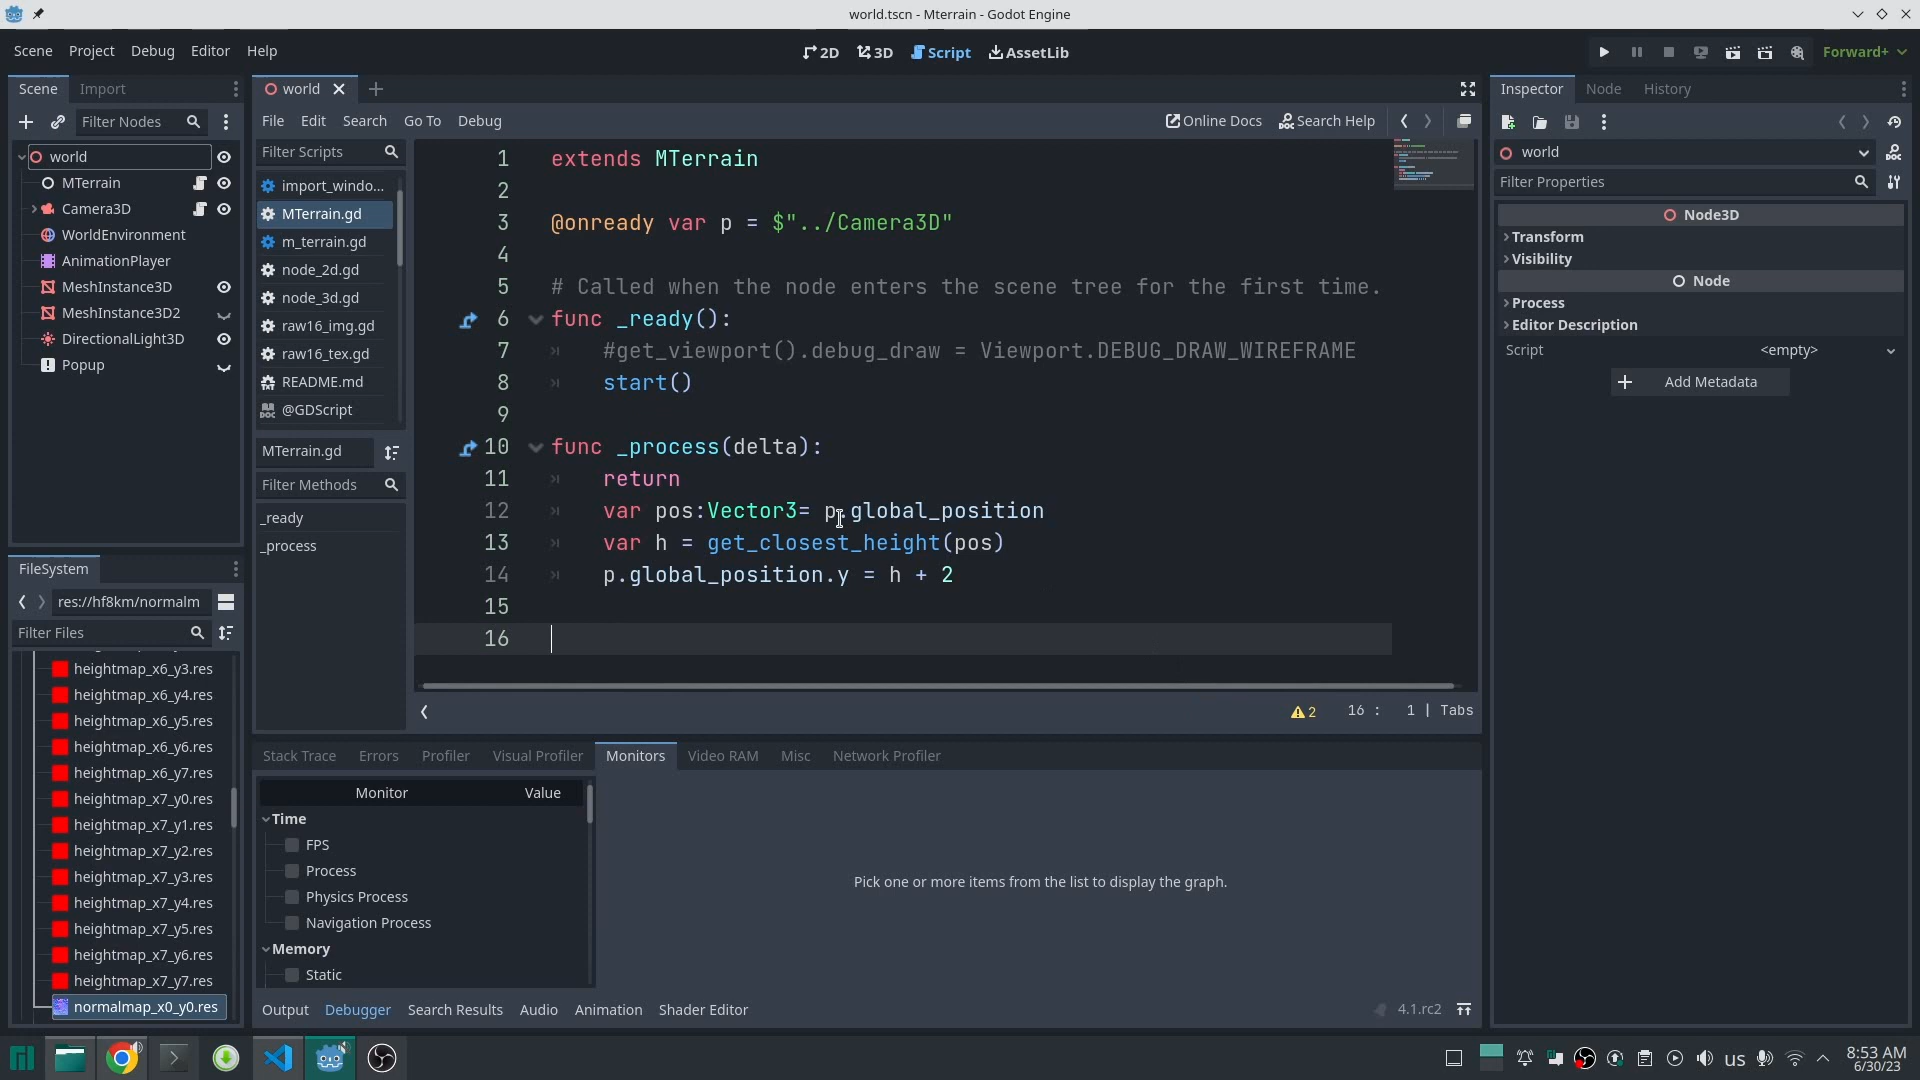 world.tscn - Mterrain - Godot Engine
Scene Project Debug Editor Help
2D 3D Script AssetLib
Forward+
Scene Import
Filter Nodes
world
MTerrain
Camera3D
WorldEnvironment
AnimationPlayer
MeshInstance3D
MeshInstance3D2
DirectionalLight3D
Popup
FileSystem
res://hf8km/normalm
Filter Files
heightmap_x6_y3.res
heightmap_x6_y4.res
heightmap_x6_y5.res
heightmap_x6_y6.res
heightmap_x6_y7.res
heightmap_x7_y0.res
heightmap_x7_y1.res
heightmap_x7_y2.res
heightmap_x7_y3.res
heightmap_x7_y4.res
heightmap_x7_y5.res
heightmap_x7_y6.res
heightmap_x7_y7.res
normalmap_x0_y0.res
world
File Edit Search Go To Debug
Online Docs Search Help
Filter Scripts
import_windo...
MTerrain.gd
m_terrain.gd
node_2d.gd
node_3d.gd
raw16_img.gd
raw16_tex.gd
README.md
@GDScript
MTerrain.gd
Filter Methods
_ready
_process
1 extends MTerrain
2
3 @onready var p = $"../Camera3D"
4
5 # Called when the node enters the scene tree for the first time.
6 func _ready():
7 #get_viewport().debug_draw = Viewport.DEBUG_DRAW_WIREFRAME
8 start()
9
10 func _process(delta):
11 return
12 var pos:Vector3= p.global_position
13 var h = get_closest_height(pos)
14 p.global_position.y = h + 2
15
16
2 16 : 1 | Tabs
Stack Trace Errors Profiler Visual Profiler Monitors Video RAM Misc Network Profiler
Monitor Value
Time
FPS
Process
Physics Process
Navigation Process
Memory
Static
Pick one or more items from the list to display the graph.
Output Debugger Search Results Audio Animation Shader Editor
4.1.rc2
Inspector Node History
world
Filter Properties
Node3D
Transform
Visibility
Node
Process
Editor Description
Script <empty>
Add Metadata
us
8:53 AM
6/30/23